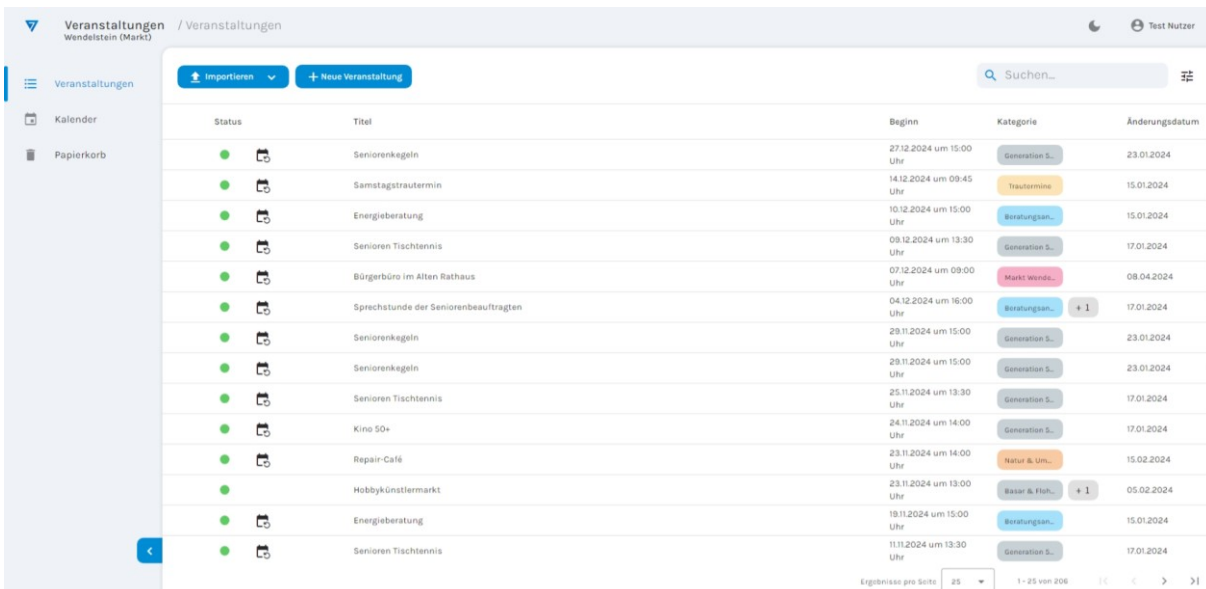 Veranstaltungen / Veranstaltungen
Wendelstein (Markt)
Test Nutzer
Veranstaltungen
Kalender
Papierkorb
Importieren
+ Neue Veranstaltung
Suchen...
Status Titel Beginn Kategorie Änderungsdatum
Seniorenkegeln 27.12.2024 um 15:00 Generation 5... 23.01.2024
Uhr
Samstagstrautermin 14.12.2024 um 09:45 Trautermine 15.01.2024
Uhr
Energieberatung 10.12.2024 um 15:00 Beratungsan... 15.01.2024
Uhr
Senioren Tischtennis 09.12.2024 um 13:30 Generation 5... 17.01.2024
Uhr
Bürgerbüro im Alten Rathaus 07.12.2024 um 09:00 Markt Wende... 08.04.2024
Uhr
Sprechstunde der Seniorenbeauftragten 04.12.2024 um 16:00 Beratungsan... + 1 17.01.2024
Uhr
Seniorenkegeln 29.11.2024 um 15:00 Generation 5... 23.01.2024
Uhr
Seniorenkegeln 29.11.2024 um 15:00 Generation 5... 23.01.2024
Uhr
Senioren Tischtennis 25.11.2024 um 13:30 Generation 5... 17.01.2024
Uhr
Kino 50+ 24.11.2024 um 14:00 Generation 5... 17.01.2024
Uhr
Repair-Café 23.11.2024 um 14:00 Natur & Um... 15.02.2024
Uhr
Hobbykünstlermarkt 23.11.2024 um 13:00 Basar & Floh... + 1 05.02.2024
Uhr
Energieberatung 19.11.2024 um 15:00 Beratungsan... 15.01.2024
Uhr
Senioren Tischtennis 11.11.2024 um 13:30 Generation 5... 17.01.2024
Uhr
Ergebnisse pro Seite 25 1 - 25 von 206